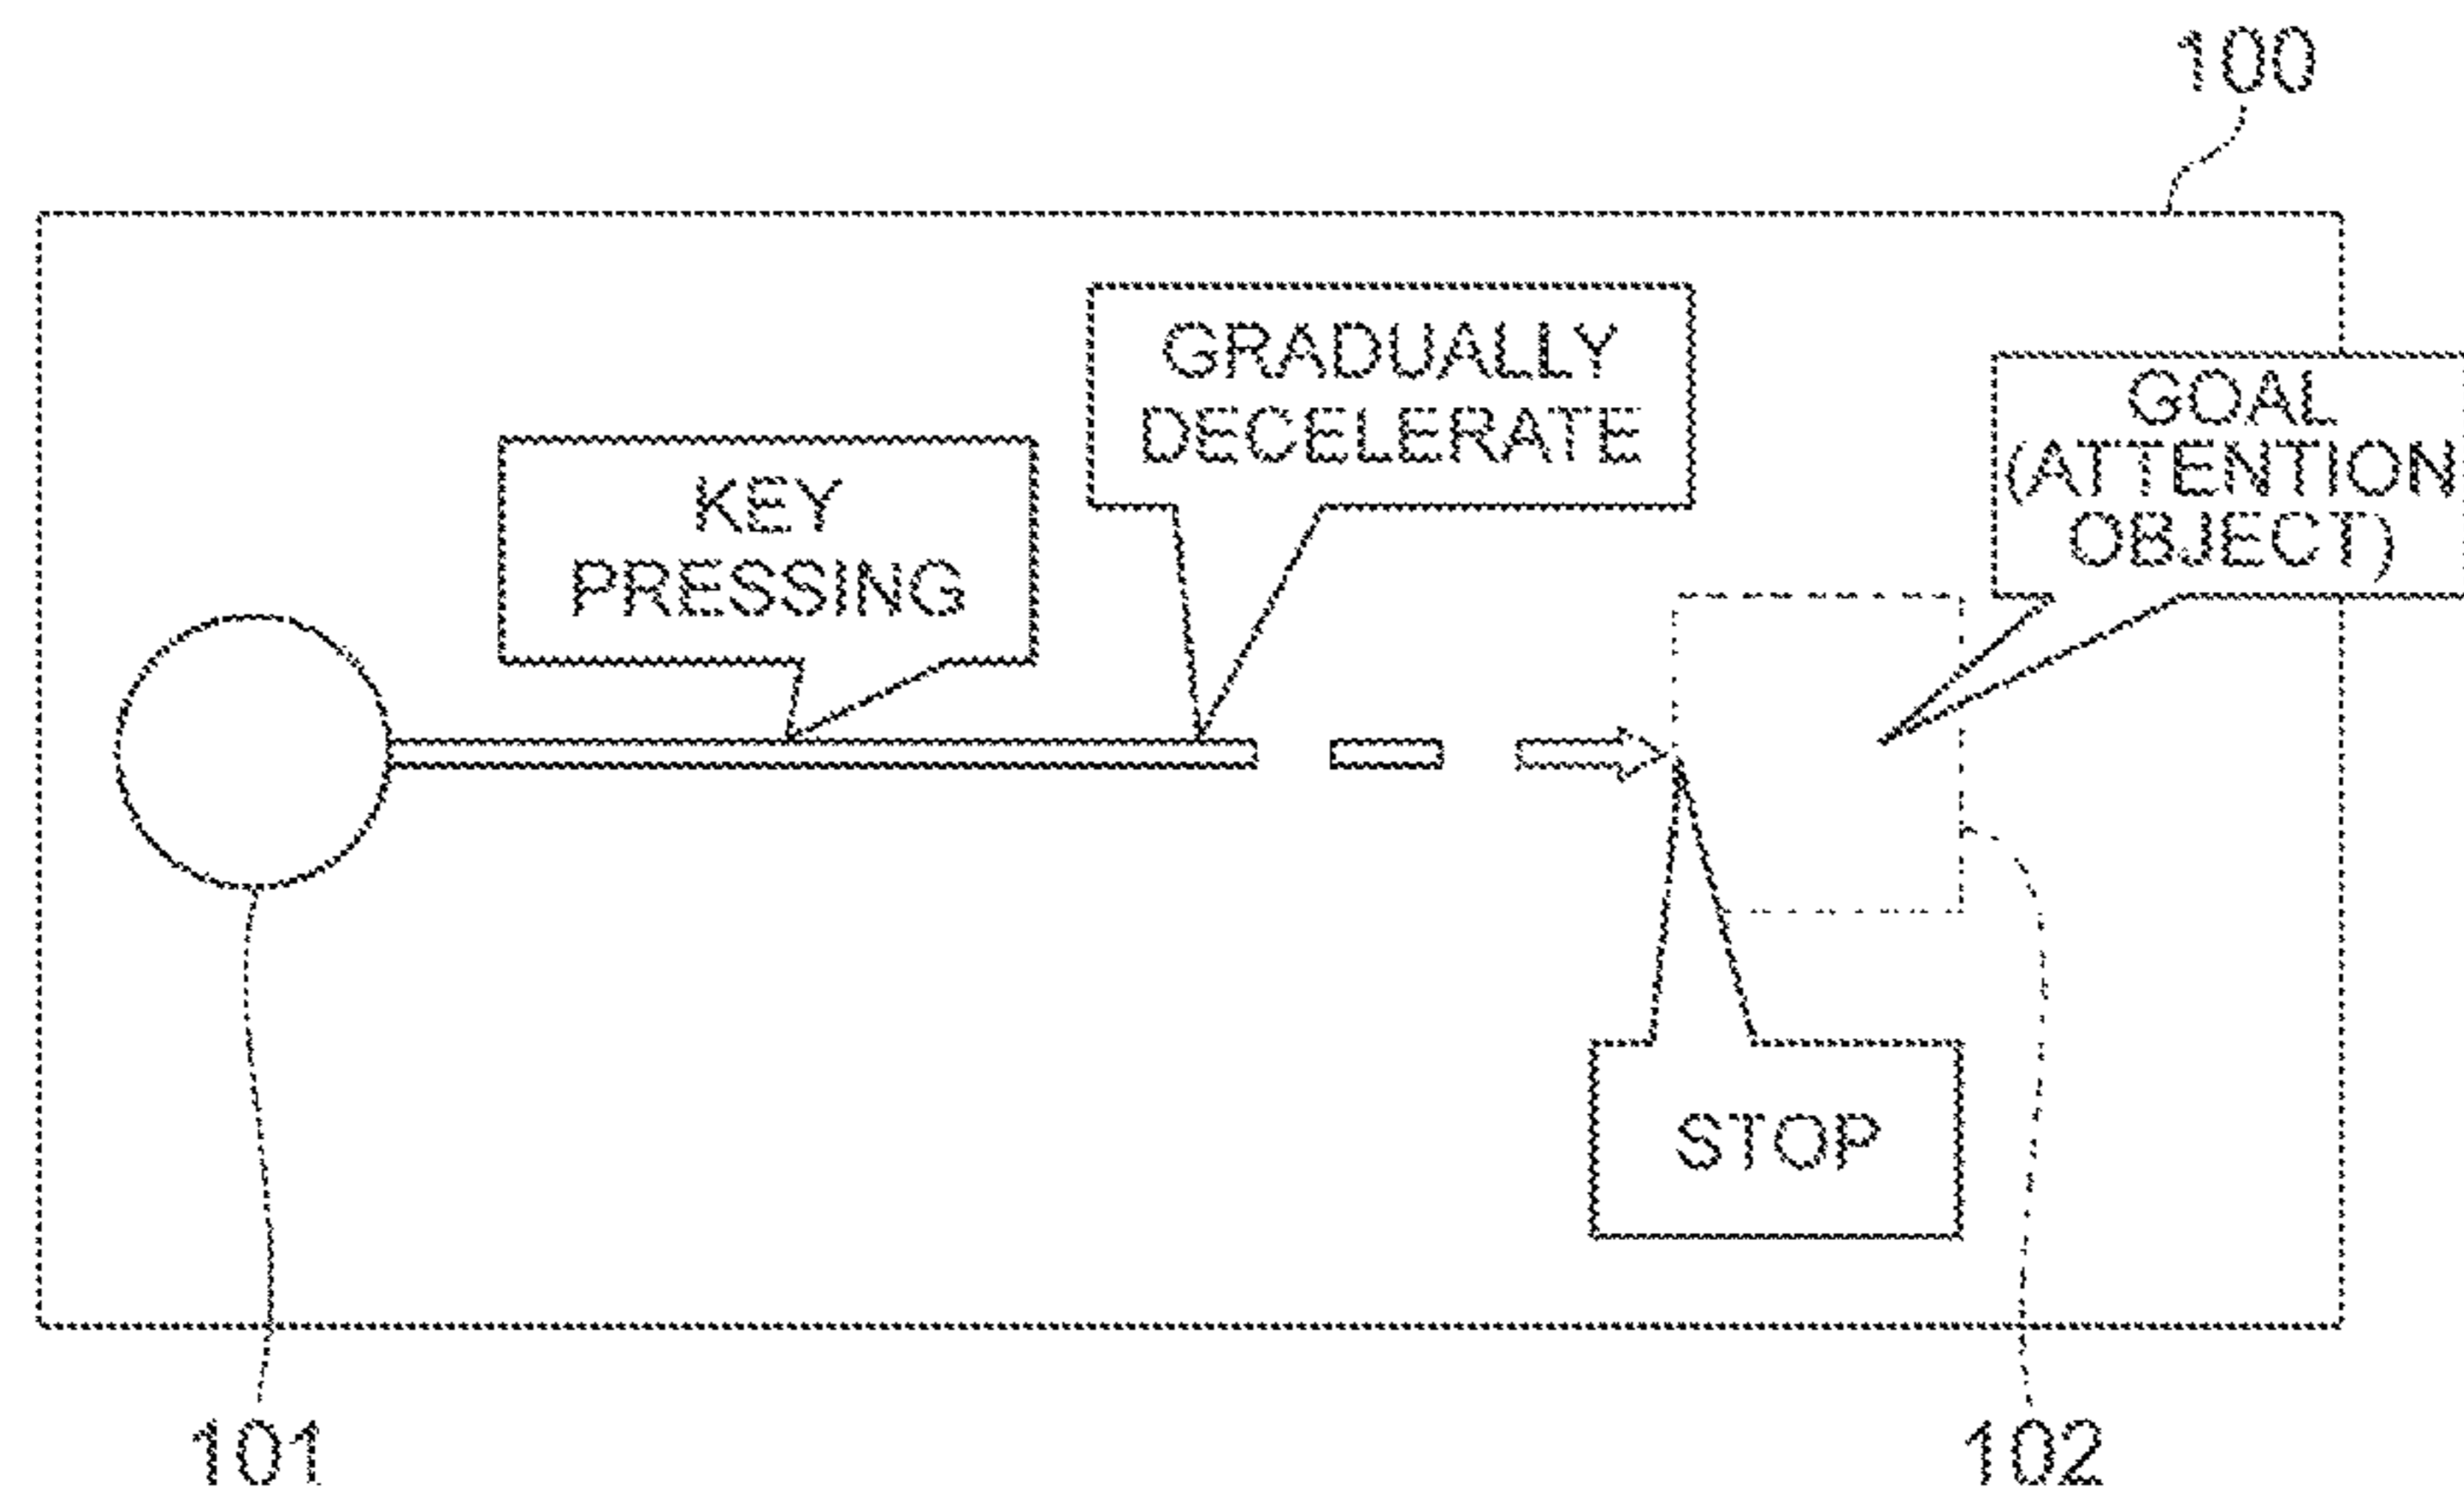 100
GRADUALLY
DECELERATE
GOAL
(ATTENTION
OBJECT)
KEY
PRESSING
STOP
101
102